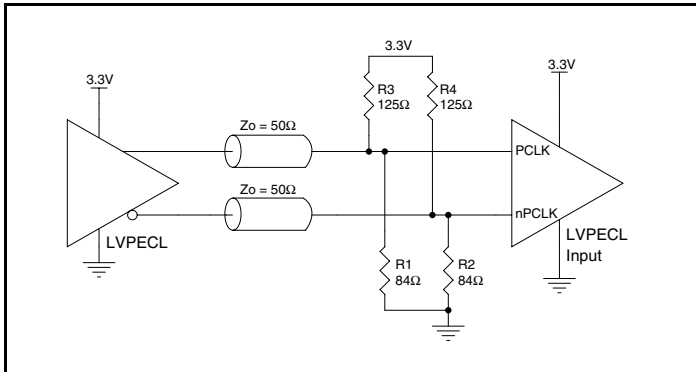 3.3V
3.3V
3.3V
R3
125Ω
R4
125Ω
Zo = 50Ω
PCLK
Zo = 50Ω
nPCLK
LVPECL
LVPECL
Input
R1
84Ω
R2
84Ω